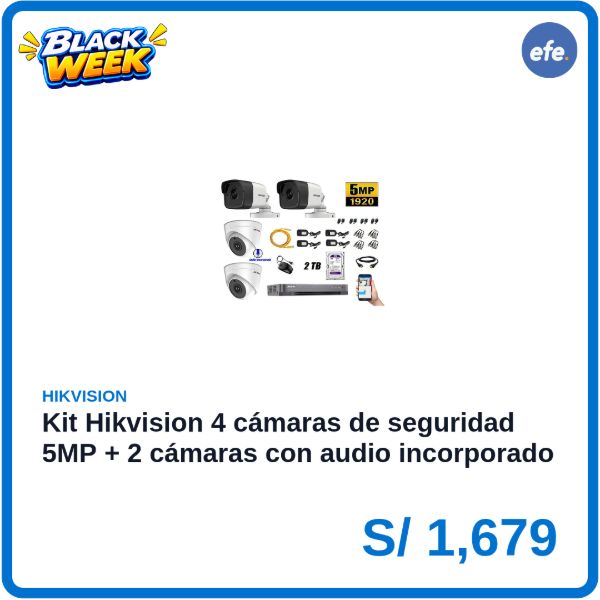 BLACK
WEEK
efe.
5MP
1920
2 TB
HIKVISION
Kit Hikvision 4 cámaras de seguridad
5MP + 2 cámaras con audio incorporado
S/ 1,679